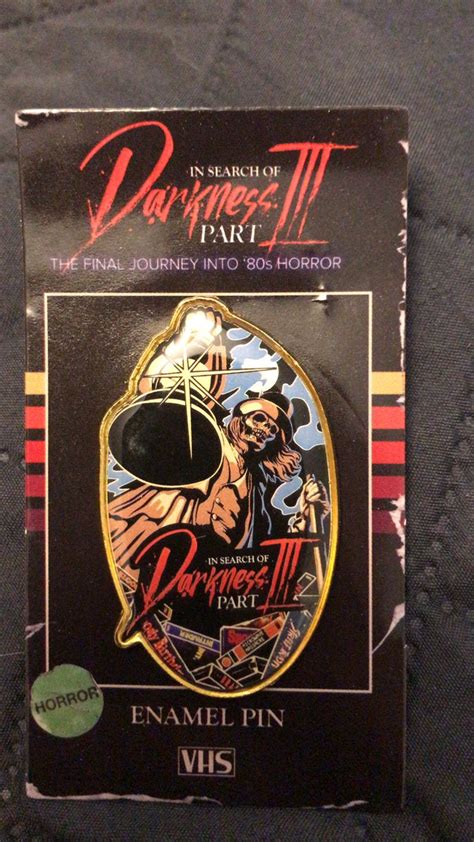 IN SEARCH OF
Darkness
PART III
THE FINAL JOURNEY INTO '80s HORROR
IN SEARCH OF
Darkness
PART III
INTRUDER
HORROR
ENAMEL PIN
VHS